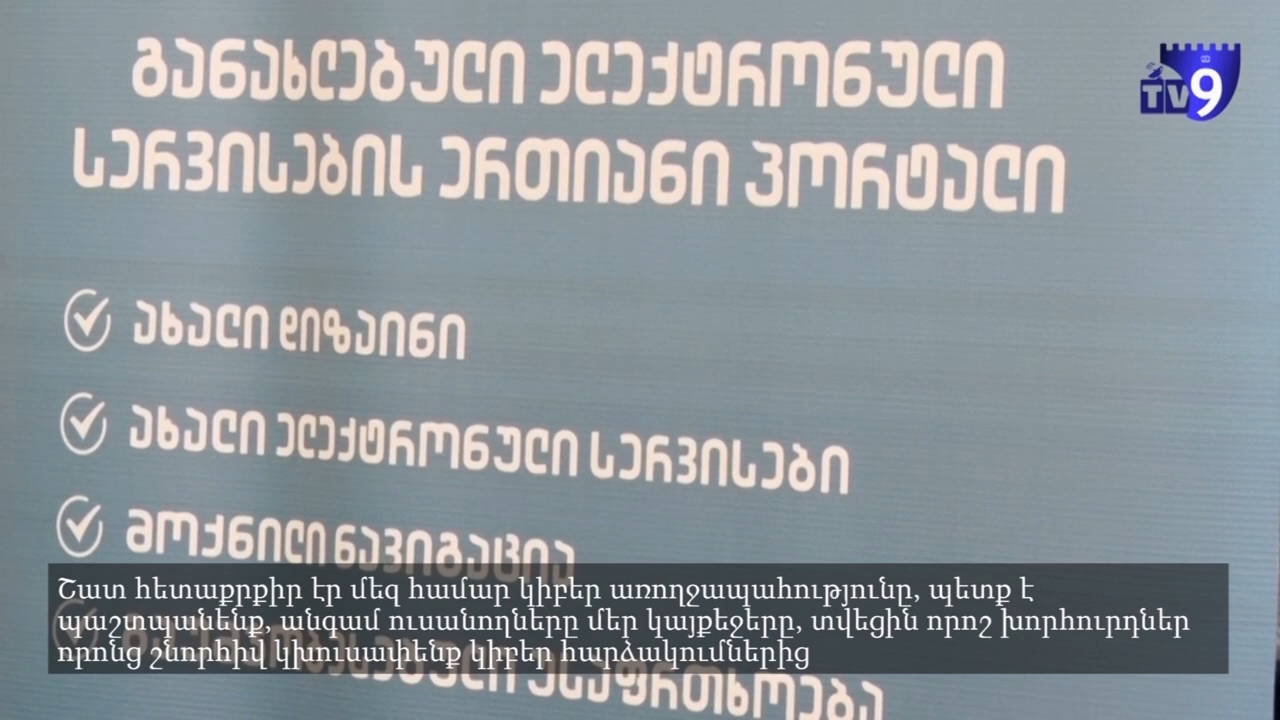 განახლებული ელექტრონული
სერვისების ერთიანი პორტალი
TV9
ახალი დიზაინი
ახალი ელექტრონული სერვისები
მოქნილი ნავიგაცია
Շատ հետաքրքիր էր մեզ համար կիբեր առողջապահությունը, պետք է
պաշտպանենք, անգամ ուսանողները մեր կայքեջերը, տվեցին որոշ խորհուրդներ
որոնց շնորհիվ կխուսափենք կիբեր հարձակումներից
უსაფრთხოება